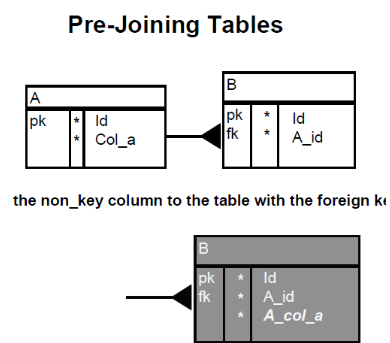 Pre-Joining Tables
A
pk * Id
* Col_a
B
pk * Id
fk * A_id
the non_key column to the table with the foreign
B
pk * Id
fk * A_id
* A_col_a